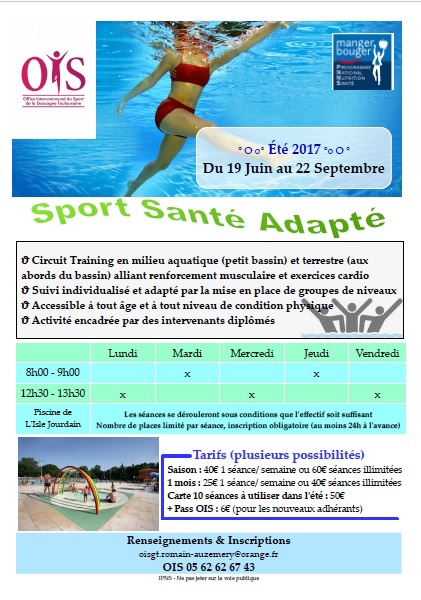 OIS
Office Intercommunal du Sport
de la Gascogne Toulousaine
manger
bouger
PROGRAMME
NATIONAL
NUTRITION
SANTÉ
Été 2017
Du 19 Juin au 22 Septembre
Sport Santé Adapté
Circuit Training en milieu aquatique (petit bassin) et terrestre (aux
abords du bassin) alliant renforcement musculaire et exercices cardio
Suivi individualisé et adapté par la mise en place de groupes de niveaux
Accessible à tout âge et à tout niveau de condition physique
Activité encadrée par des intervenants diplômés
Lundi Mardi Mercredi Jeudi Vendredi
8h00 - 9h00 x x
12h30 - 13h30 x x x
Piscine de
L'Isle Jourdain
Les séances se dérouleront sous conditions que l'effectif soit suffisant
Nombre de places limité par séance, inscription obligatoire (au moins 24h à l'avance)
Tarifs (plusieurs possibilités)
Saison : 40€ 1 séance/ semaine ou 60€ séances illimitées
1 mois : 25€ 1 séance/ semaine ou 40€ séances illimitées
Carte 10 séances à utiliser dans l'été : 50€
+ Pass OIS : 6€ (pour les nouveaux adhérants)
Renseignements & Inscriptions
oisgt.romain-auzemery@orange.fr
OIS 05 62 62 67 43
IPNS - Ne pas jeter sur la voie publique